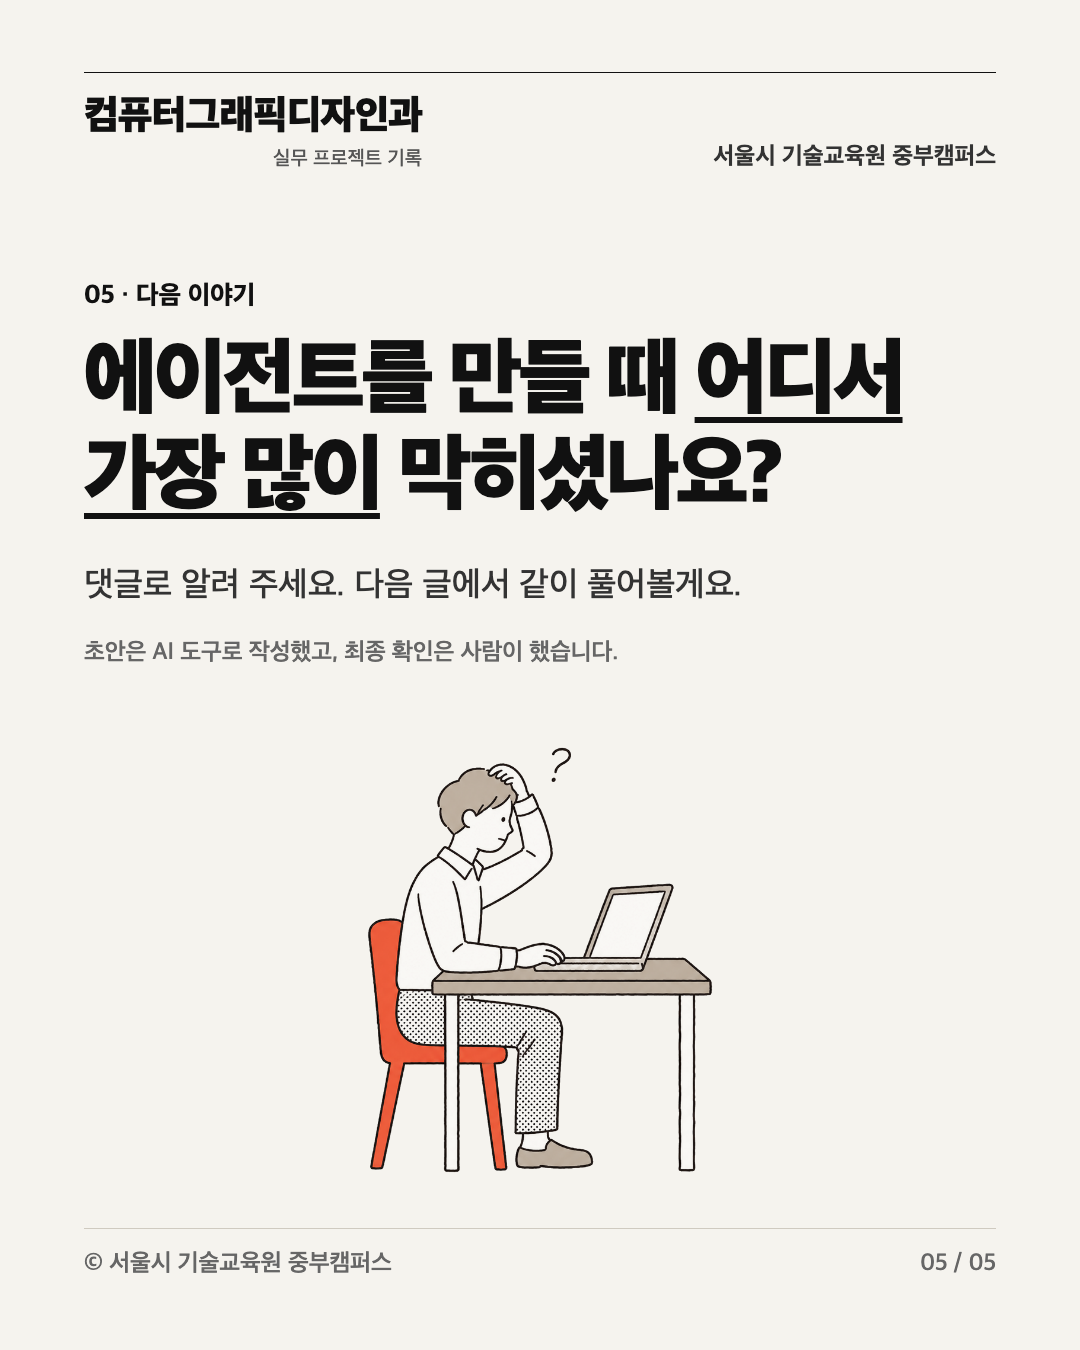 컴퓨터그래픽디자인과
실무 프로젝트 기록
서울시 기술교육원 중부캠퍼스
05 · 다음 이야기
에이전트를 만들 때 어디서
가장 많이 막히셨나요?
댓글로 알려 주세요. 다음 글에서 같이 풀어볼게요.
초안은 AI 도구로 작성했고, 최종 확인은 사람이 했습니다.
?
© 서울시 기술교육원 중부캠퍼스
05 / 05